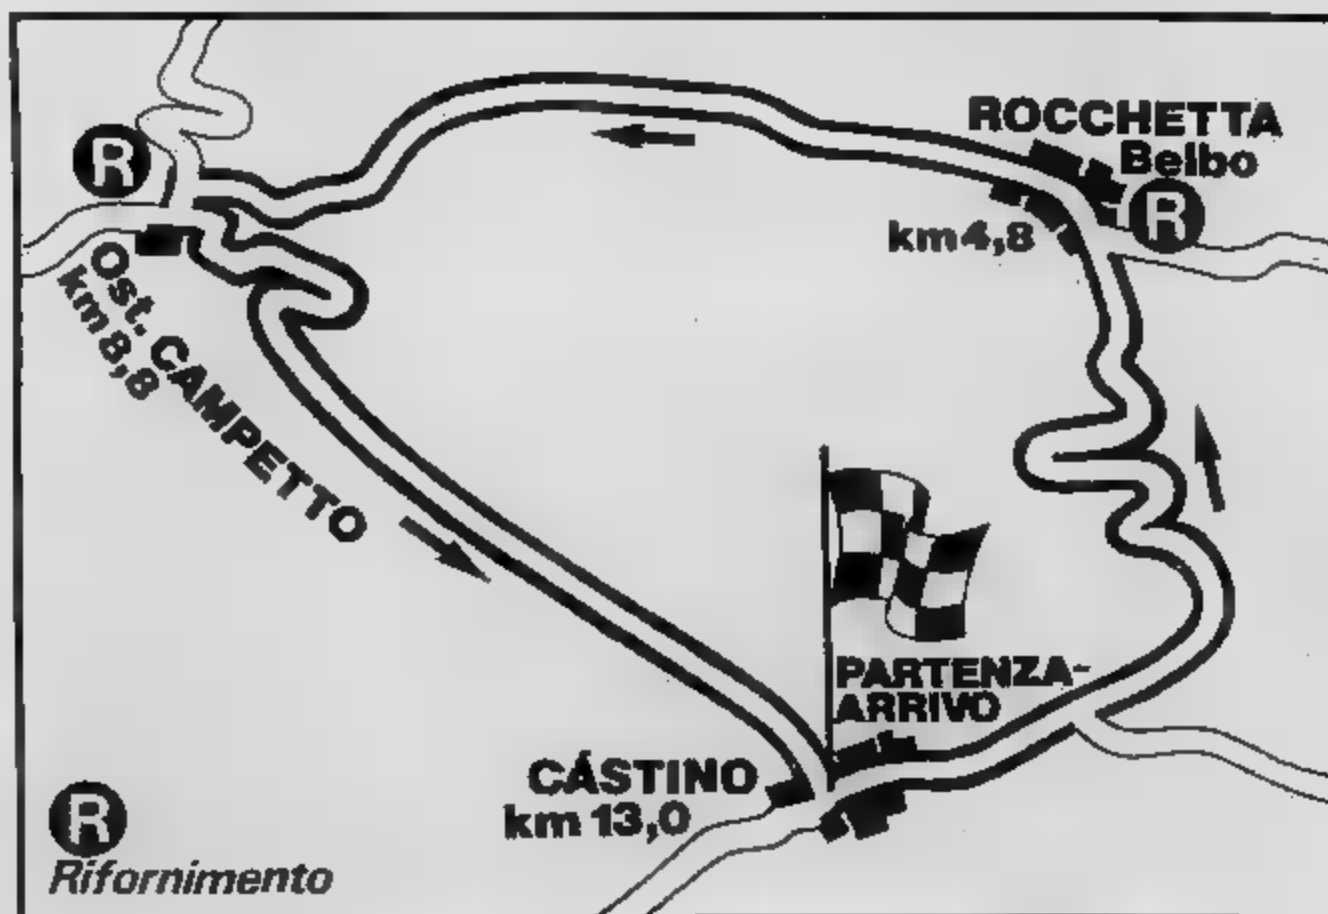 ROCCHETTA
Belbo
R
R
km 4,8
Ost. CAMPETTO
km 8,8
PARTENZA-
ARRIVO
CÁSTINO
km 13,0
R
Rifornimento